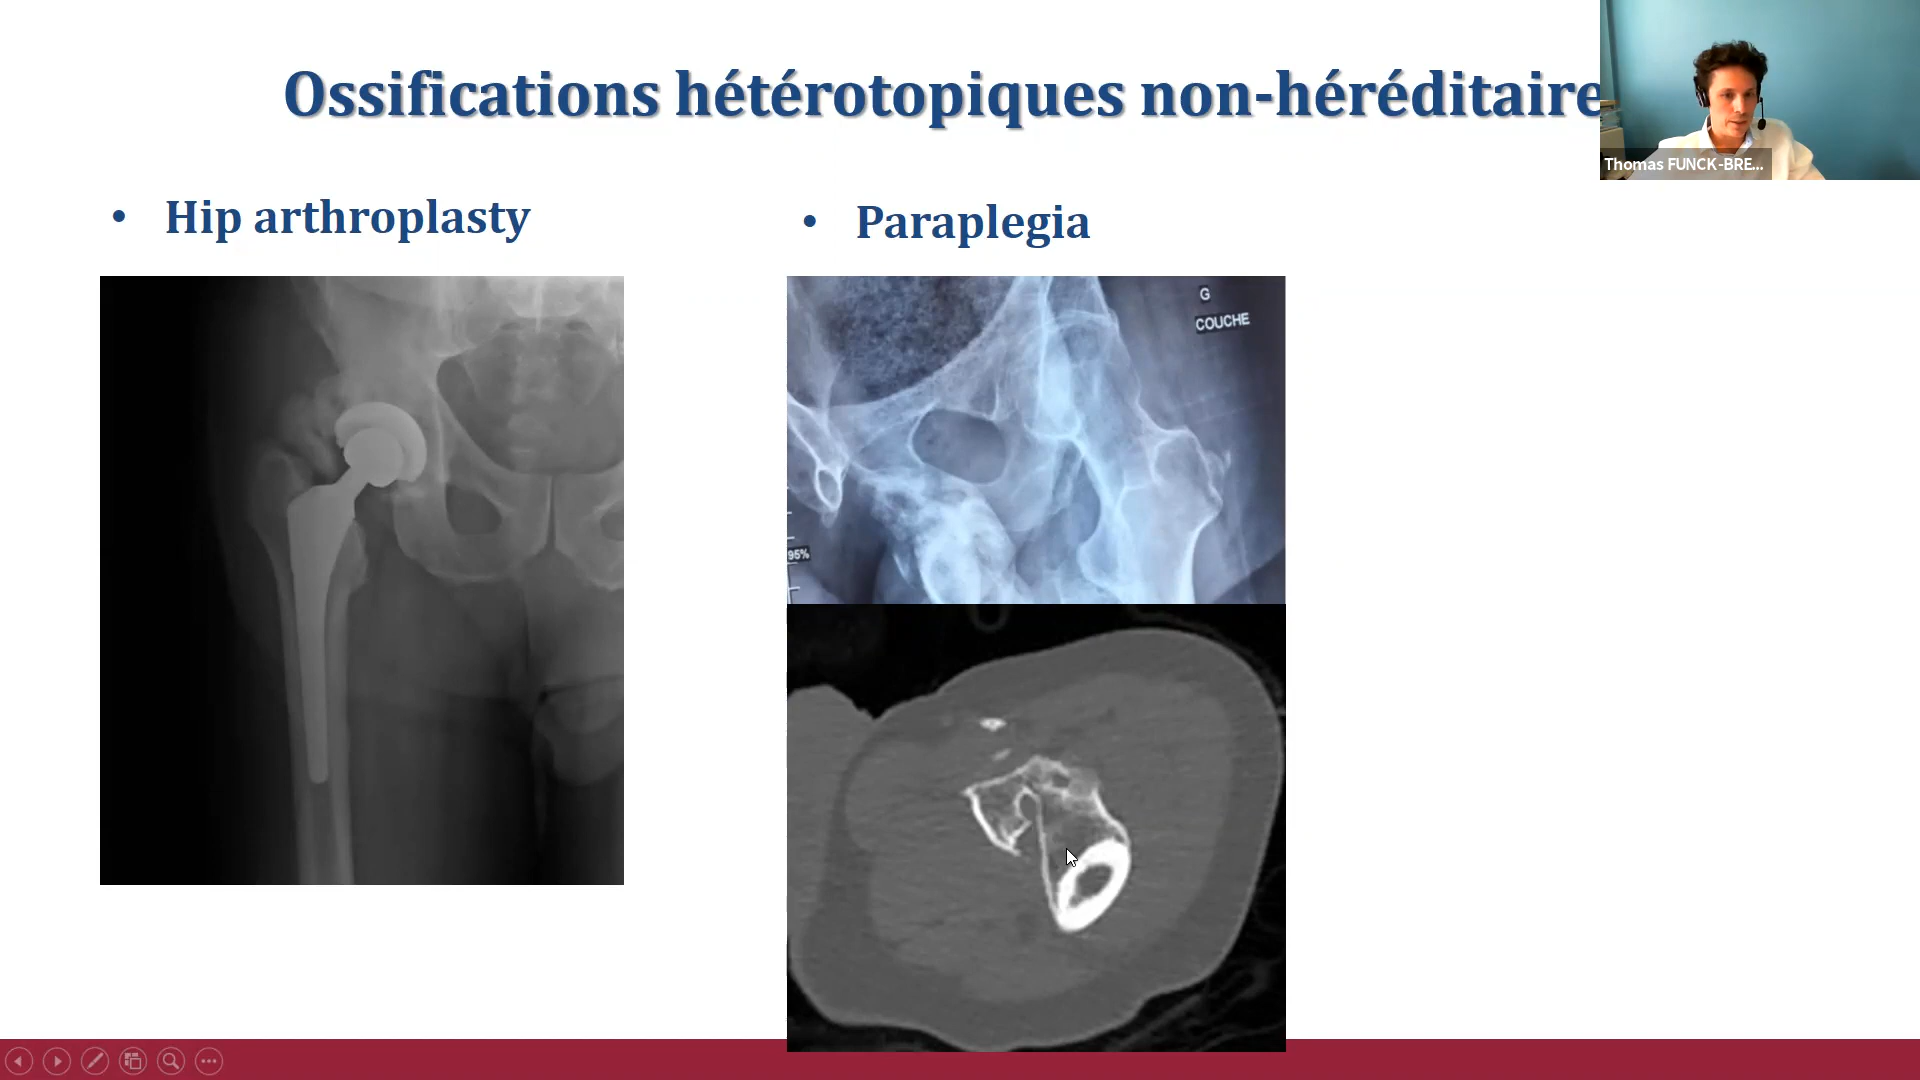 Ossifications hétérotopiques non-héréditaire
Thomas FUNCK-BRE...
• Hip arthroplasty
• Paraplegia
G
COUCHE
95%